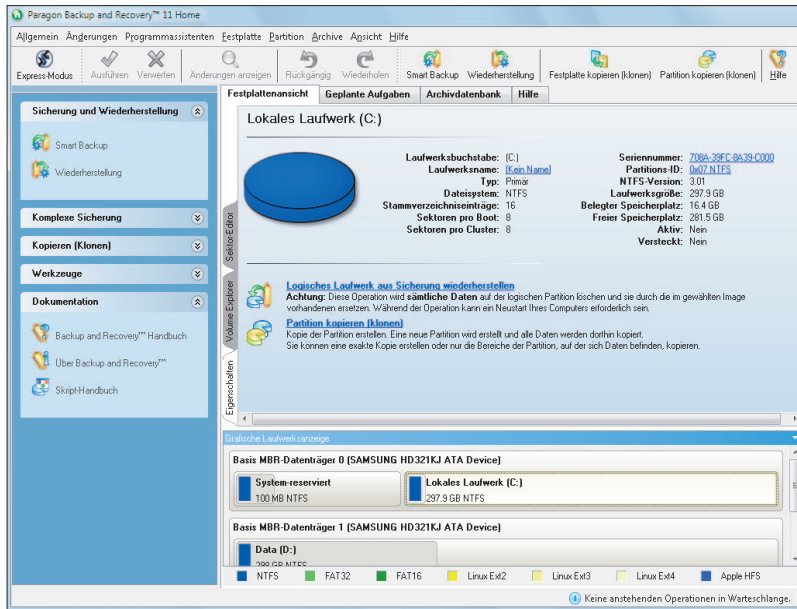 Paragon Backup and Recovery™ 11 Home
Allgemein Änderungen Programmassistenten Festplatte Partition Archive Ansicht Hilfe
Express-Modus Ausführen Verwerfen Änderungen anzeigen Rückgängig Wiederholen Smart Backup Wiederherstellung Festplatte kopieren (klonen) Partition kopieren (klonen) Hilfe
Sicherung und Wiederherstellung
Smart Backup
Wiederherstellung
Komplexe Sicherung
Kopieren (Klonen)
Werkzeuge
Dokumentation
Backup and Recovery™ Handbuch
Über Backup and Recovery™
Skript-Handbuch
Festplattenansicht Geplante Aufgaben Archivdatenbank Hilfe
Sektor-Editor
Volume Explorer
Eigenschaften
Lokales Laufwerk (C:)
Laufwerksbuchstabe: (C:)
Laufwerksname: [Kein Name]
Typ: Primär
Dateisystem: NTFS
Stammverzeichniseinträge: 16
Sektoren pro Boot: 8
Sektoren pro Cluster: 8
Seriennummer: 708A-39FC-8A39-C000
Partitions-ID: 0x07 NTFS
NTFS-Version: 3.01
Laufwerksgröße: 297.9 GB
Belegter Speicherplatz: 16.4 GB
Freier Speicherplatz: 281.5 GB
Aktiv: Nein
Versteckt: Nein
Logisches Laufwerk aus Sicherung wiederherstellen
Achtung: Diese Operation wird sämtliche Daten auf der logischen Partition löschen und sie durch die im gewählten Image
vorhandenen ersetzen. Während der Operation kann ein Neustart Ihres Computers erforderlich sein.
Partition kopieren (klonen)
Kopie der Partition erstellen. Eine neue Partition wird erstellt und alle Daten werden dorthin kopiert.
Sie können eine exakte Kopie erstellen oder nur die Bereiche der Partition, auf der sich Daten befinden, kopieren.
Grafische Laufwerksanzeige
Basis MBR-Datenträger 0 (SAMSUNG HD321KJ ATA Device)
System-reserviert
100 MB NTFS
Lokales Laufwerk (C:)
297.9 GB NTFS
Basis MBR-Datenträger 1 (SAMSUNG HD321KJ ATA Device)
Data (D:)
298 GB NTFS
NTFS FAT32 FAT16 Linux Ext2 Linux Ext3 Linux Ext4 Apple HFS
Keine anstehenden Operationen in Warteschlange.